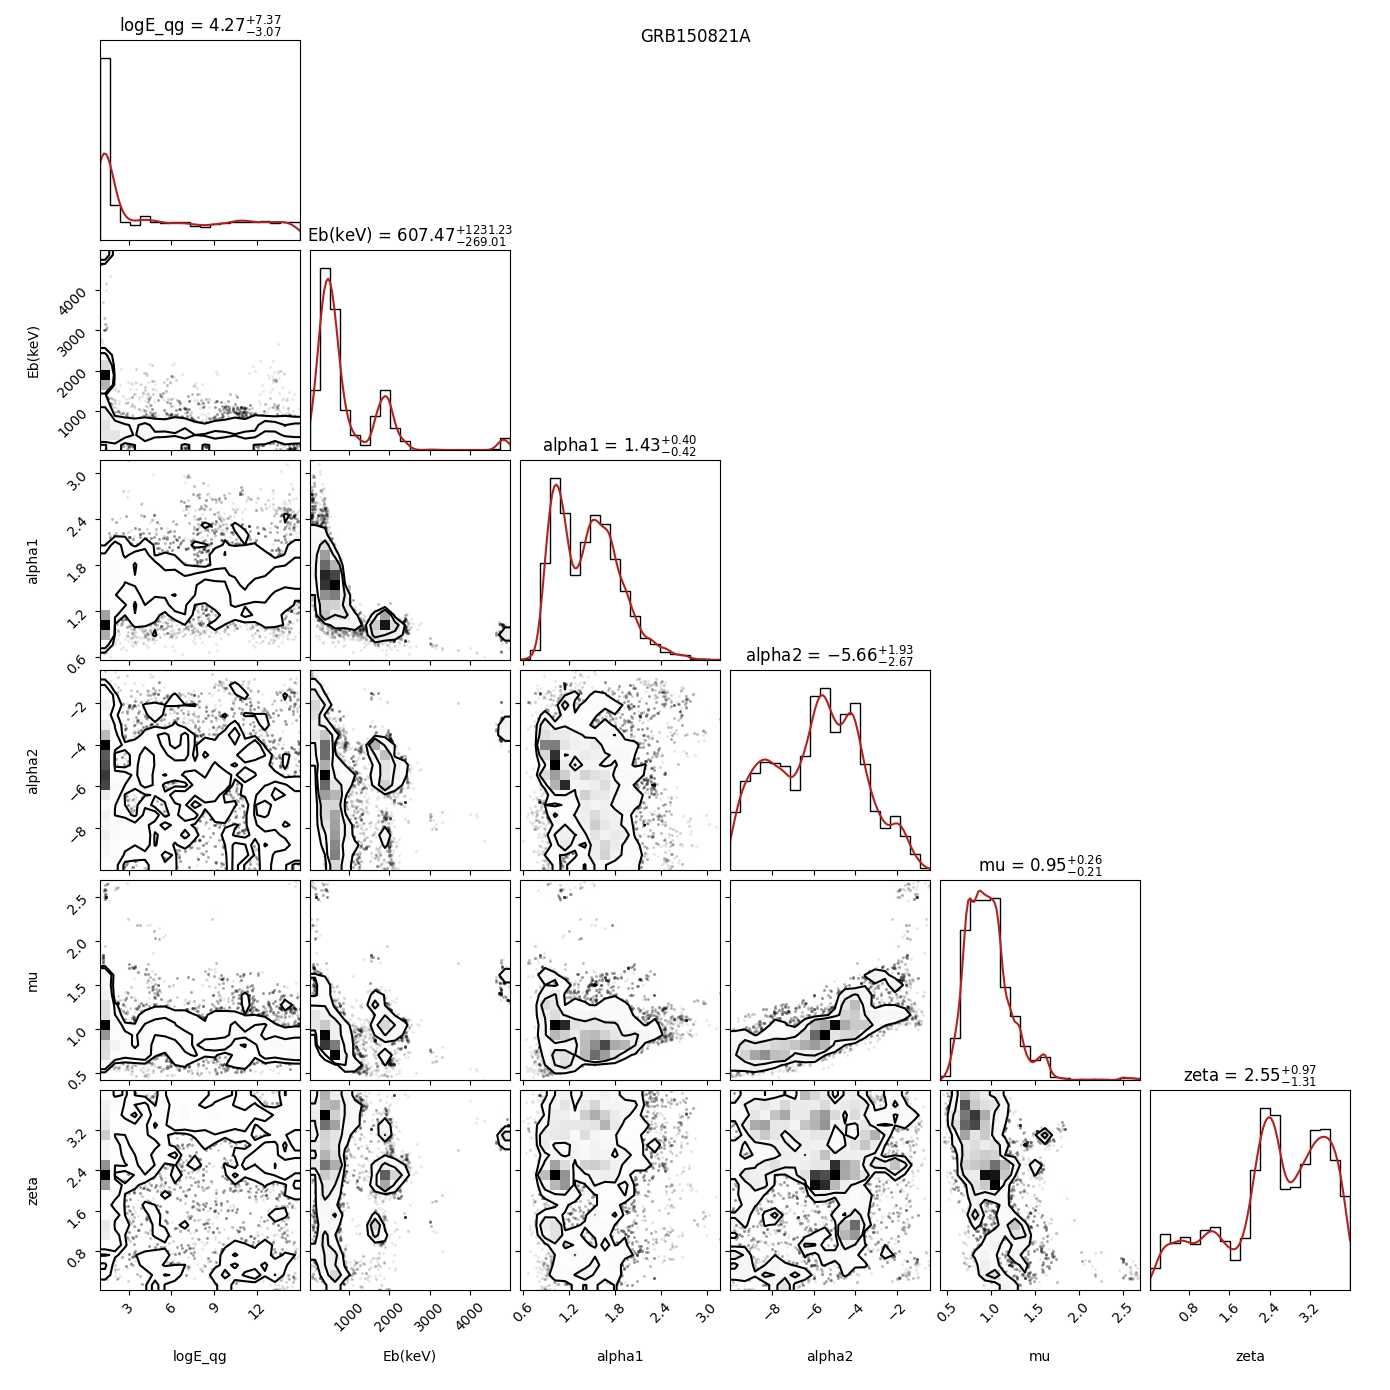 GRB150821A
logE_qg = 4.27+7.37 −3.07
Eb(keV) = 607.47+1231.23 −269.01
Eb(keV)
4000
3000
2000
1000
alpha1 = 1.43+0.40 −0.42
alpha1
3.0
2.4
1.8
1.2
0.6
alpha2 = −5.66+1.93 −2.67
alpha2
−2
−4
−6
−8
mu = 0.95+0.26 −0.21
mu
2.5
2.0
1.5
1.0
0.5
zeta = 2.55+0.97 −1.31
zeta
3.2
2.4
1.6
0.8
3 6 9 12
1000 2000 3000 4000
0.6 1.2 1.8 2.4 3.0
−8 −6 −4 −2
0.5 1.0 1.5 2.0 2.5
0.8 1.6 2.4 3.2
logE_qg Eb(keV) alpha1 alpha2 mu zeta